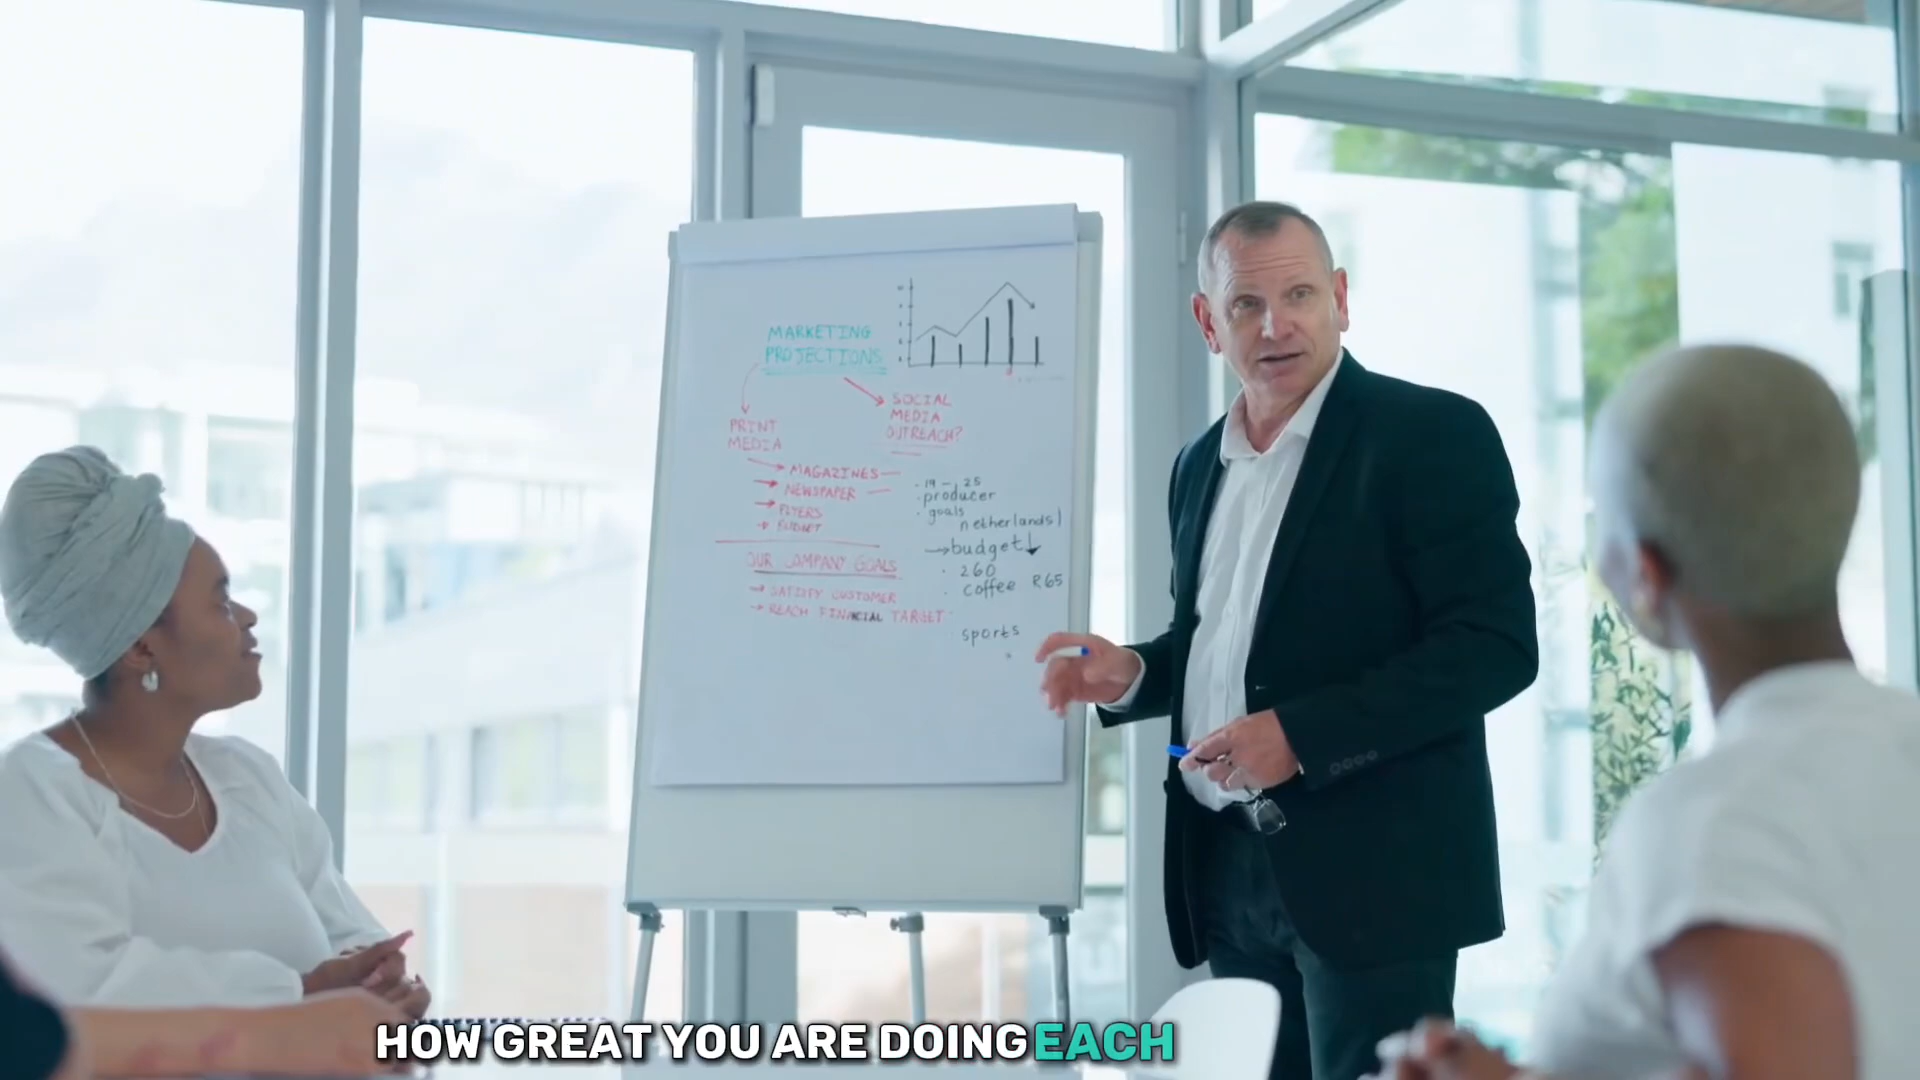 MARKETING
PROJECTIONS
SOCIAL
MEDIA
OUTREACH?
PRINT
MEDIA
MAGAZINES
NEWSPAPER
FLYERS
BUDGET
OUR COMPANY GOALS
SATISFY CUSTOMER
REACH FINANCIAL TARGET
19 - 25
producer
goals
netherlands
budget
260
coffee R65
sports
HOW GREAT YOU ARE DOING EACH